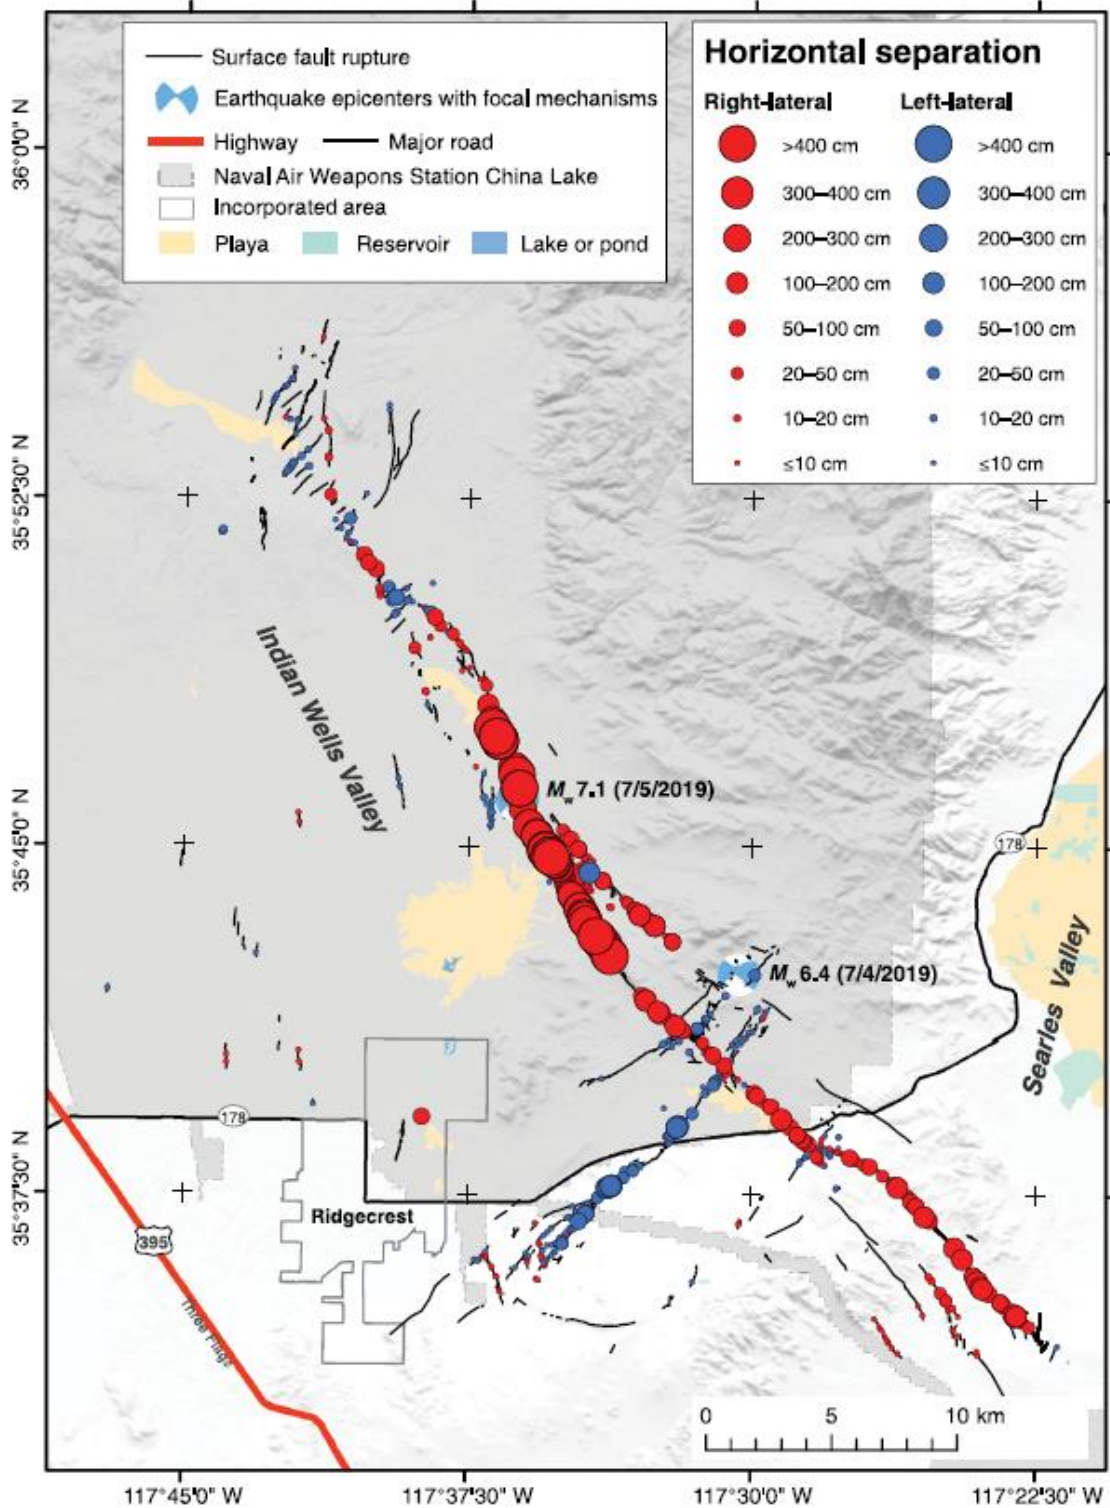 Surface fault rupture
Earthquake epicenters with focal mechanisms
Highway Major road
Naval Air Weapons Station China Lake
Incorporated area
Playa Reservoir Lake or pond
Horizontal separation
Right-lateral Left-lateral
>400 cm >400 cm
300–400 cm 300–400 cm
200–300 cm 200–300 cm
100–200 cm 100–200 cm
50–100 cm 50–100 cm
20–50 cm 20–50 cm
10–20 cm 10–20 cm
≤10 cm ≤10 cm
36°0'0" N
35°52'30" N
35°45'0" N
35°37'30" N
Indian Wells Valley
Mw 7.1 (7/5/2019)
178
Mw 6.4 (7/4/2019)
Searles Valley
178
Ridgecrest
395
Three Flags
0 5 10 km
117°45'0" W 117°37'30" W 117°30'0" W 117°22'30" W